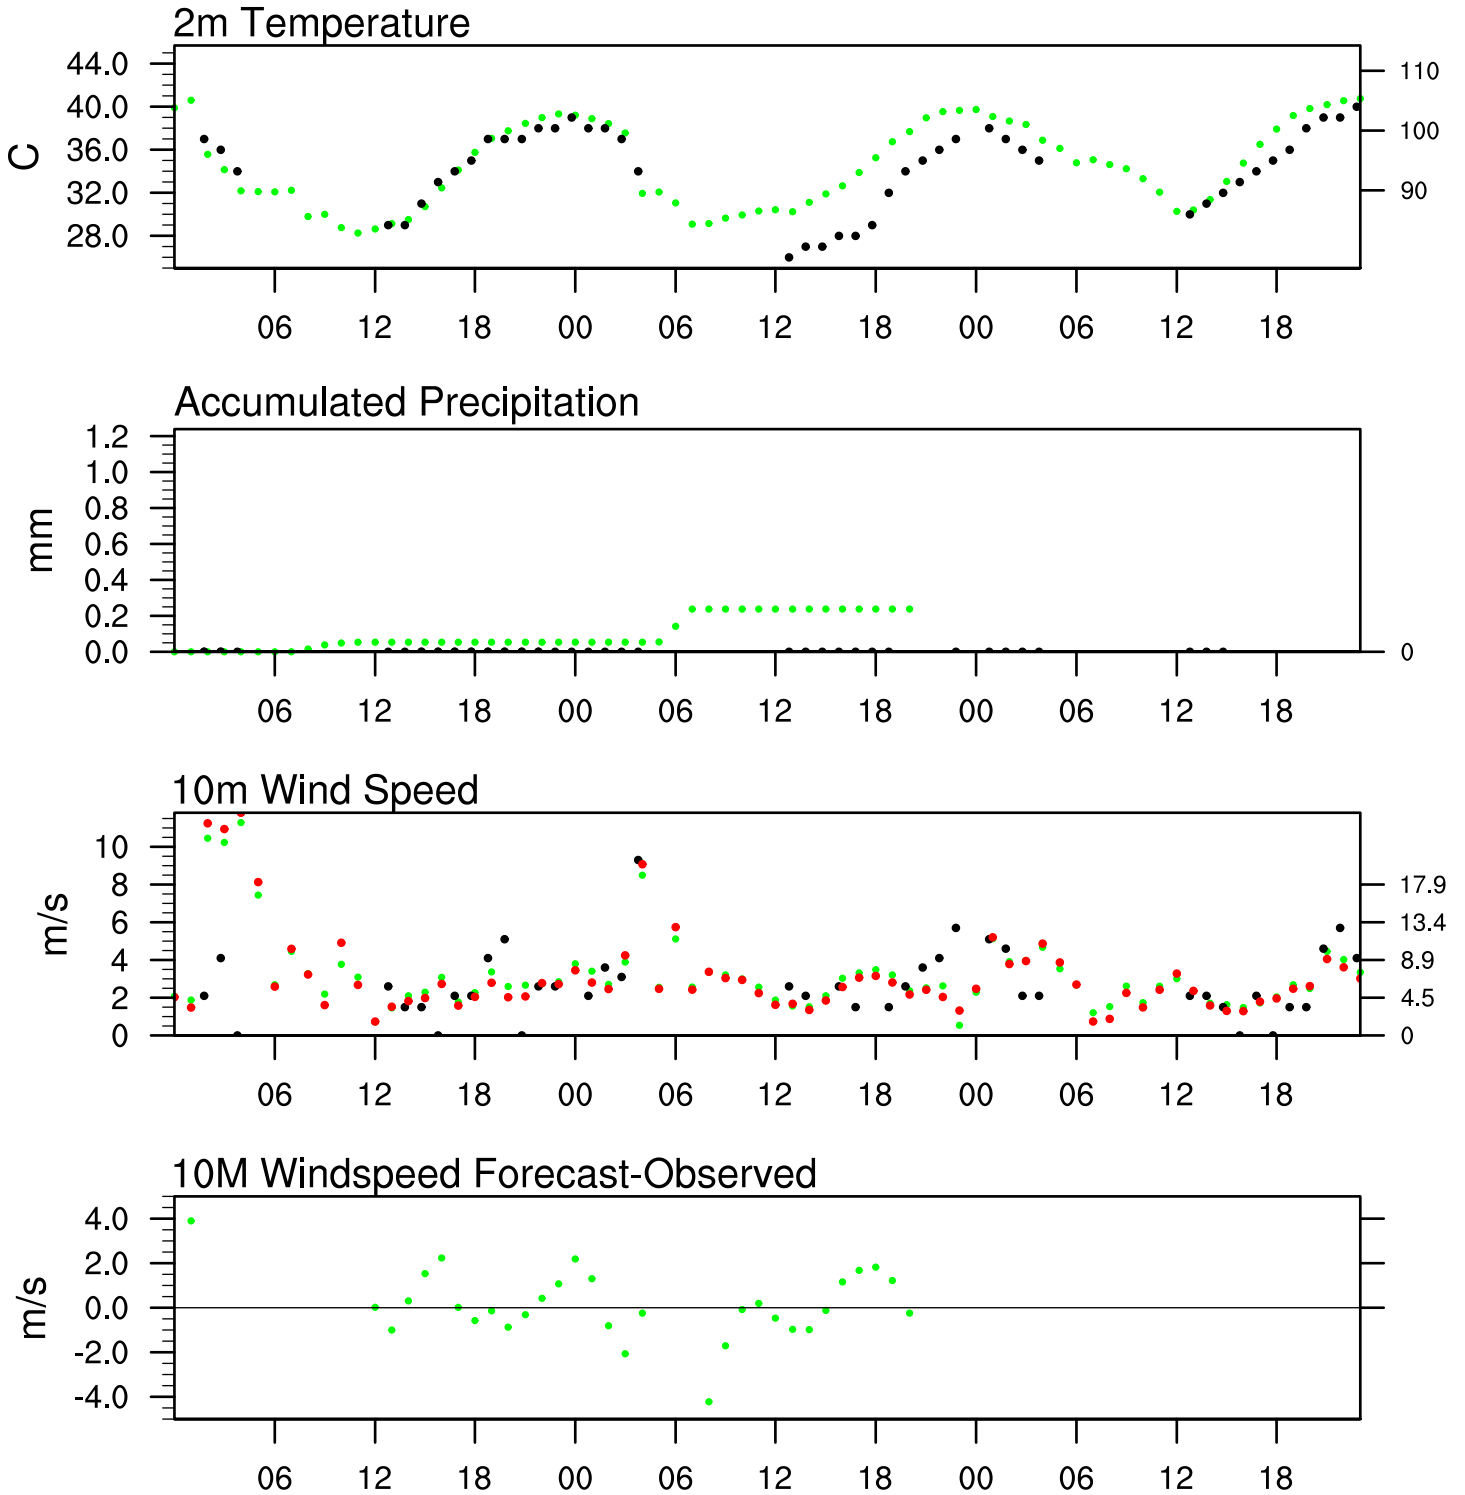 2m Temperature
44.0
40.0
36.0
32.0
28.0
C
110
100
90
06 12 18 00 06 12 18 00 06 12 18
Accumulated Precipitation
1.2
1.0
0.8
0.6
0.4
0.2
0.0
mm
0
06 12 18 00 06 12 18 00 06 12 18
10m Wind Speed
10
8
6
4
2
0
m/s
17.9
13.4
8.9
4.5
0
06 12 18 00 06 12 18 00 06 12 18
10M Windspeed Forecast-Observed
4.0
2.0
0.0
-2.0
-4.0
m/s
06 12 18 00 06 12 18 00 06 12 18